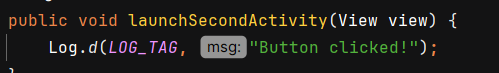 public void launchSecondActivity(View view) {
Log.d(LOG_TAG, msg: "Button clicked!");
}